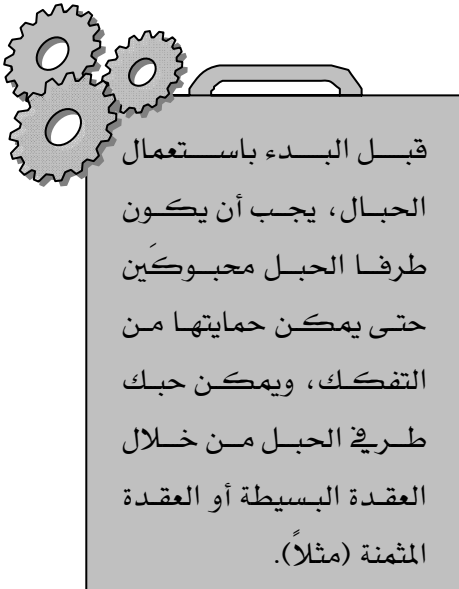 قبل البدء باستعمال
الحبال، يجب أن يكون
طرفا الحبل محبوكَين
حتى يمكن حمايتها من
التفكك، ويمكن حبك
طرفي الحبل من خلال
العقدة البسيطة أو العقدة
المثمنة (مثلاً).